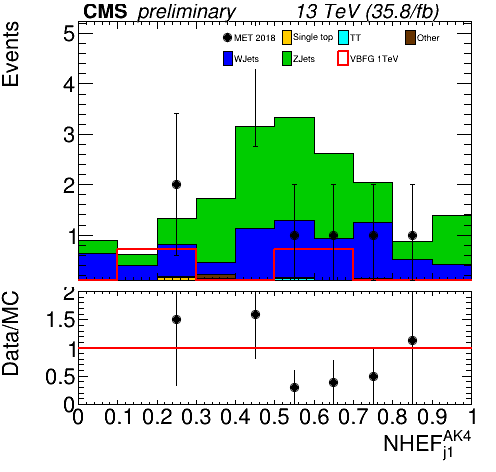 CMS preliminary 13 TeV (35.8/fb)
Events
5
4
3
2
1
MET 2018
Single top
TT
Other
WJets
ZJets
VBFG 1TeV
Data/MC
2
1.5
1
0.5
0
0 0.1 0.2 0.3 0.4 0.5 0.6 0.7 0.8 0.9 1
NHEF^{AK4}_{j1}